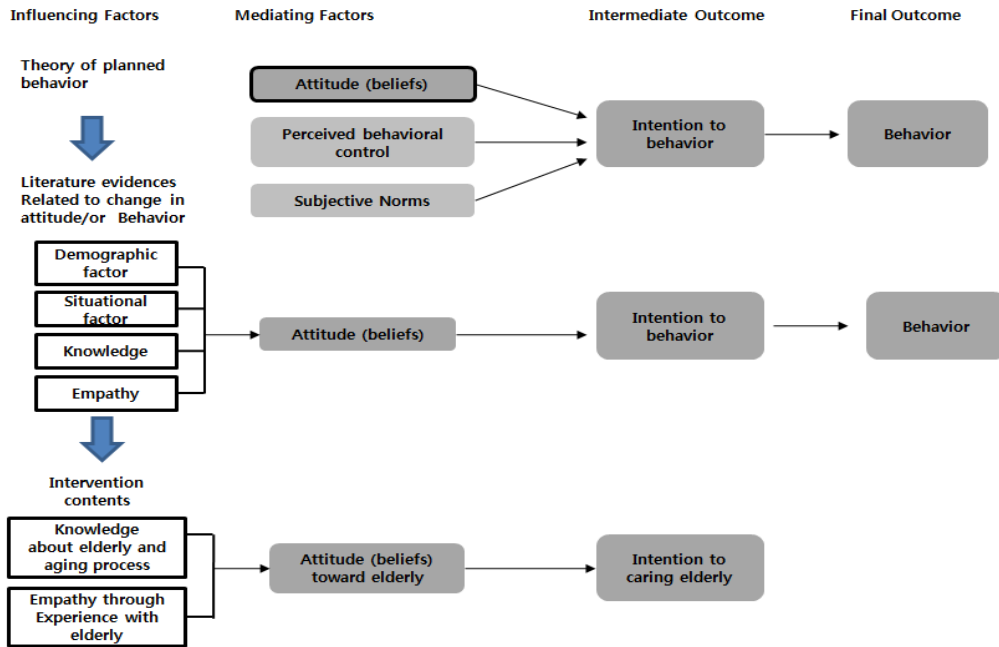 Influencing Factors
Mediating Factors
Intermediate Outcome
Final Outcome
Theory of planned
behavior
Attitude (beliefs)
Perceived behavioral
control
Subjective Norms
Intention to
behavior
Behavior
Literature evidences
Related to change in
attitude/or Behavior
Demographic
factor
Situational
factor
Knowledge
Empathy
Attitude (beliefs)
Intention to
behavior
Behavior
Intervention
contents
Knowledge
about elderly and
aging process
Empathy through
Experience with
elderly
Attitude (beliefs)
toward elderly
Intention to
caring elderly